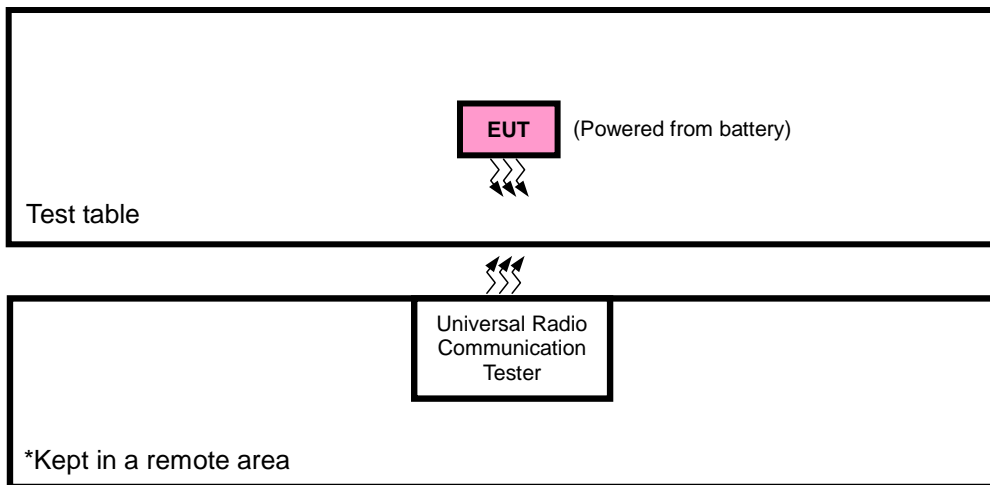 EUT
(Powered from battery)
Test table
Universal Radio
Communication
Tester
*Kept in a remote area